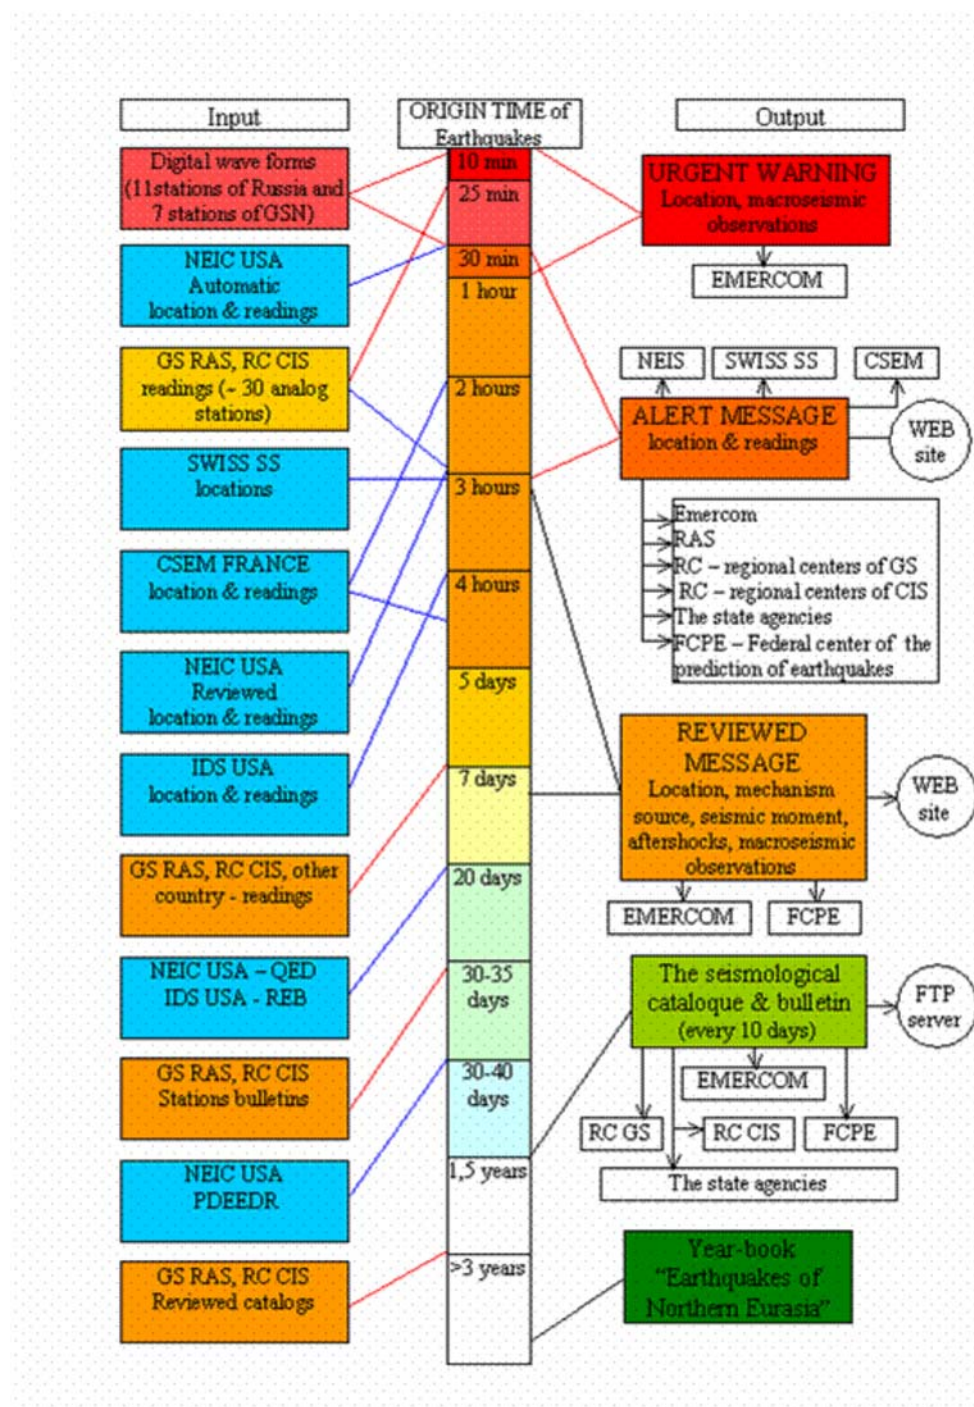 Input
Digital wave forms
(11stations of Russia and
7 stations of GSN)
NEIC USA
Automatic
location & readings
GS RAS, RC CIS
readings (~ 30 analog
stations)
SWISS SS
locations
CSEM FRANCE
location & readings
NEIC USA
Reviewed
location & readings
IDS USA
location & readings
GS RAS, RC CIS, other
country - readings
NEIC USA – QED
IDS USA - REB
GS RAS, RC CIS
Stations bulletins
NEIC USA
PDEEDR
GS RAS, RC CIS
Reviewed catalogs
ORIGIN TIME of
Earthquakes
10 min
25 min
30 min
1 hour
2 hours
3 hours
4 hours
5 days
7 days
20 days
30-35
days
30-40
days
1,5 years
>3 years
Output
URGENT WARNING
Location, macroseismic
observations
EMERCOM
NEIS
SWISS SS
CSEM
ALERT MESSAGE
location & readings
WEB
site
Emercom
RAS
RC – regional centers of GS
RC – regional centers of CIS
The state agencies
FCPE – Federal center of the
prediction of earthquakes
REVIEWED
MESSAGE
Location, mechanism
source, seismic moment,
aftershocks, macroseismic
observations
WEB
site
EMERCOM
FCPE
The seismological
cataloque & bulletin
(every 10 days)
FTP
server
EMERCOM
RC GS
RC CIS
FCPE
The state agencies
Year-book
“Earthquakes of
Northern Eurasia”